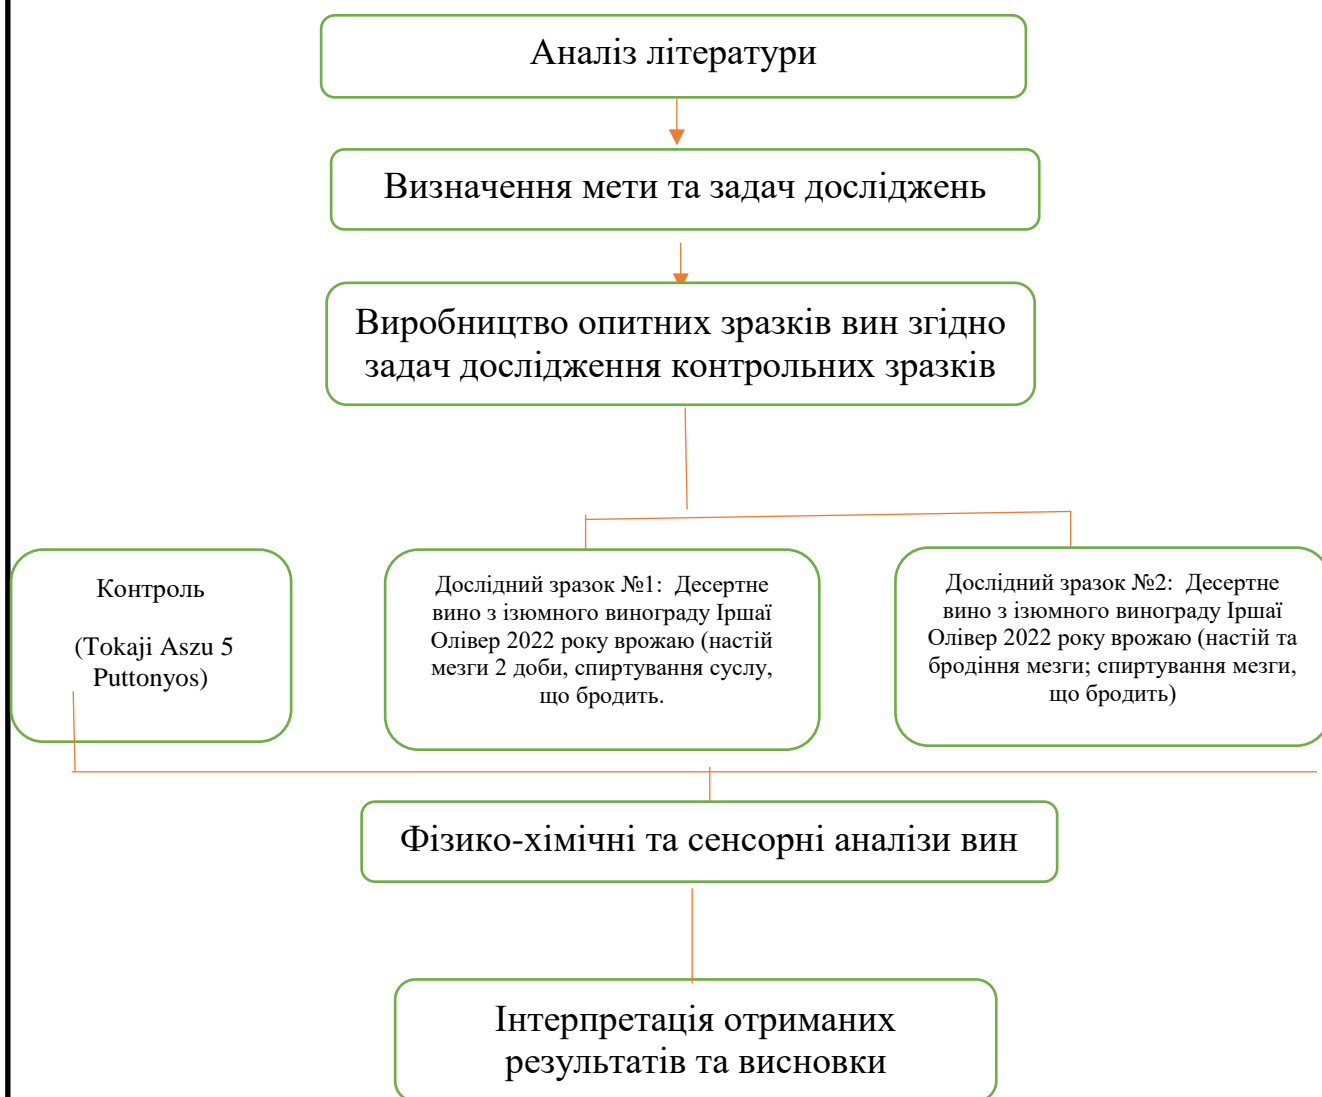 Аналіз літератури
Визначення мети та задач досліджень
Виробництво опитних зразків вин згідно
задач дослідження контрольних зразків
Контроль
(Tokaji Aszu 5
Puttonyos)
Дослідний зразок №1: Десертне
вино з ізюмного винограду Іршаї
Олівер 2022 року врожаю (настій
мезги 2 доби, спиртування суслу,
що бродить.
Дослідний зразок №2: Десертне
вино з ізюмного винограду Іршаї
Олівер 2022 року врожаю (настій та
бродіння мезги; спиртування мезги,
що бродить)
Фізико-хімічні та сенсорні аналізи вин
Інтерпретація отриманих
результатів та висновки